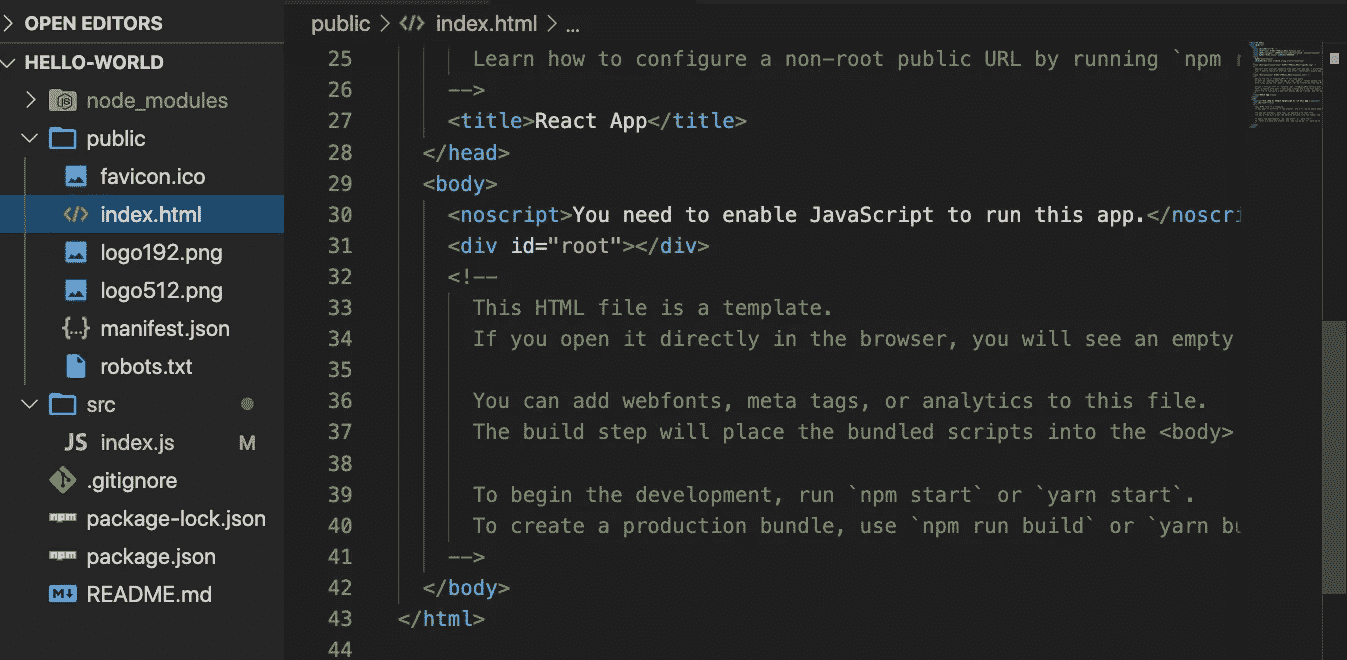 OPEN EDITORS
HELLO-WORLD
node_modules
public
favicon.ico
index.html
logo192.png
logo512.png
{...} manifest.json
robots.txt
src
JS index.js M
.gitignore
npm package-lock.json
npm package.json
M README.md
public > </> index.html > ...
25 Learn how to configure a non-root public URL by running `npm
26 -->
27 <title>React App</title>
28 </head>
29 <body>
30 <noscript>You need to enable JavaScript to run this app.</noscri
31 <div id="root"></div>
32 <!--
33 This HTML file is a template.
34 If you open it directly in the browser, you will see an empty
35
36 You can add webfonts, meta tags, or analytics to this file.
37 The build step will place the bundled scripts into the <body>
38
39 To begin the development, run `npm start` or `yarn start`.
40 To create a production bundle, use `npm run build` or `yarn bu
41 -->
42 </body>
43 </html>
44